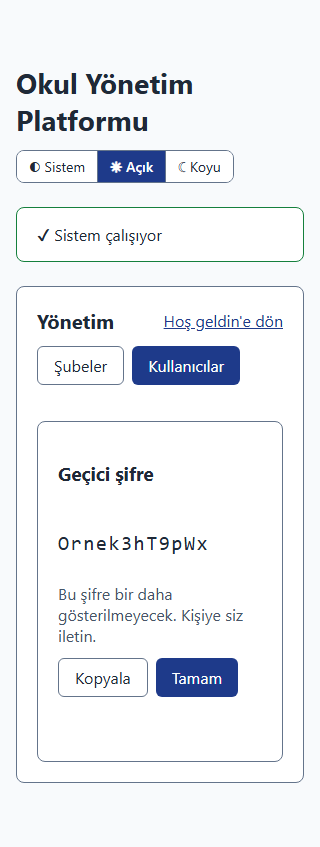 Okul Yönetim
Platformu
◐ Sistem ❋ Açık ☾ Koyu
✓ Sistem çalışıyor
Yönetim Hoş geldin'e dön
Şubeler Kullanıcılar
Geçici şifre
Ornek3hT9pWx
Bu şifre bir daha
gösterilmeyecek. Kişiye siz
iletin.
Kopyala Tamam